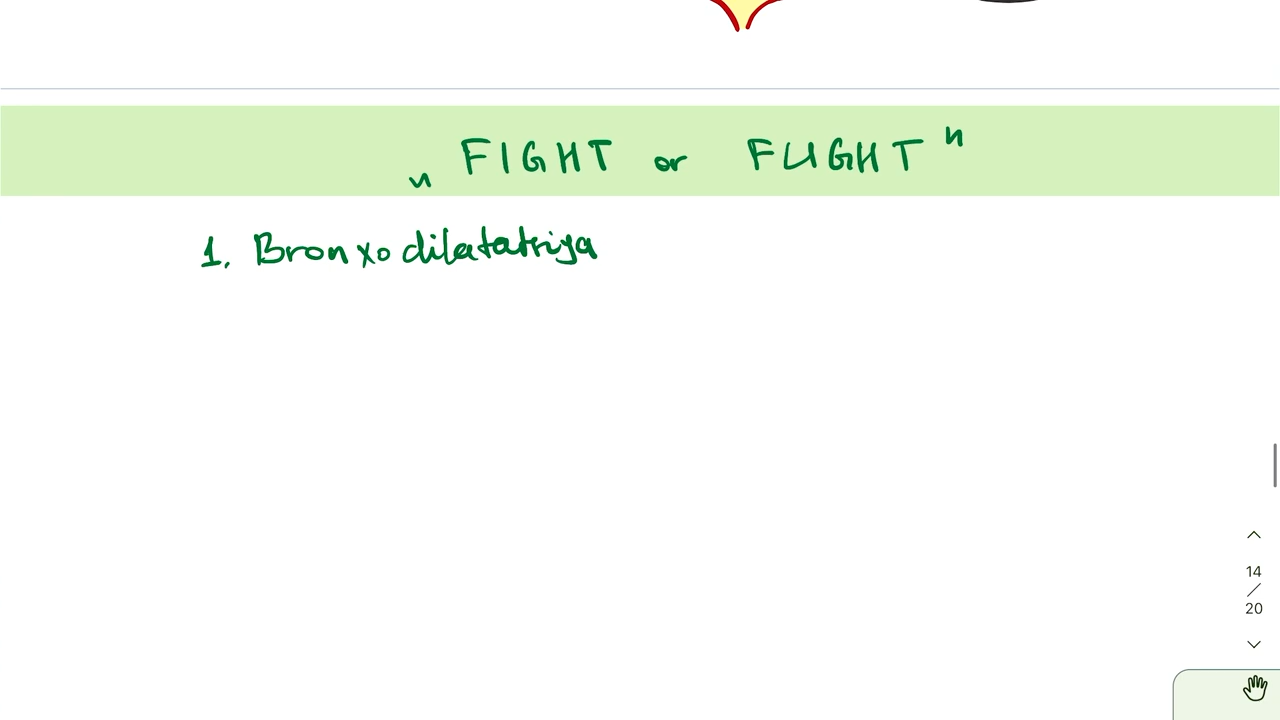 „ FIGHT or FLIGHT "
1. Bronxodilatatsiya
14
/
20